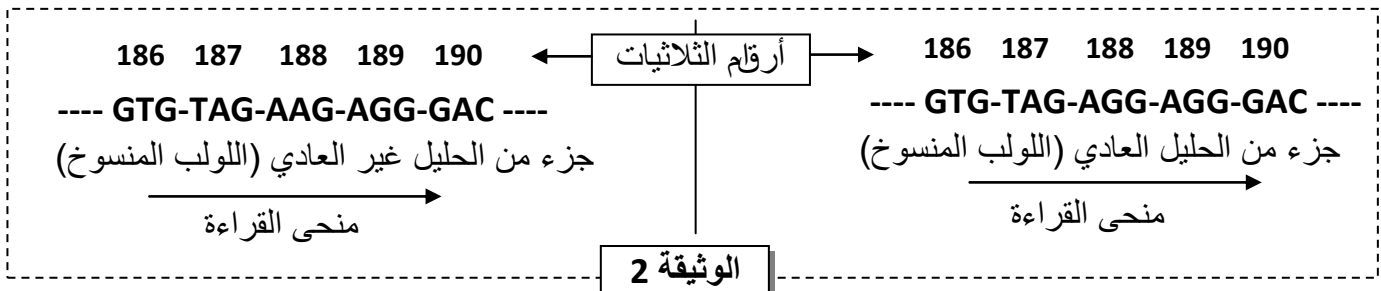 أرقام الثلاثيات
186 187 188 189 190
---- GTG-TAG-AGG-AGG-GAC ----
جزء من الحليل العادي (اللولب المنسوخ)
منحى القراءة
186 187 188 189 190
---- GTG-TAG-AAG-AGG-GAC ----
جزء من الحليل غير العادي (اللولب المنسوخ)
منحى القراءة
الوثيقة 2